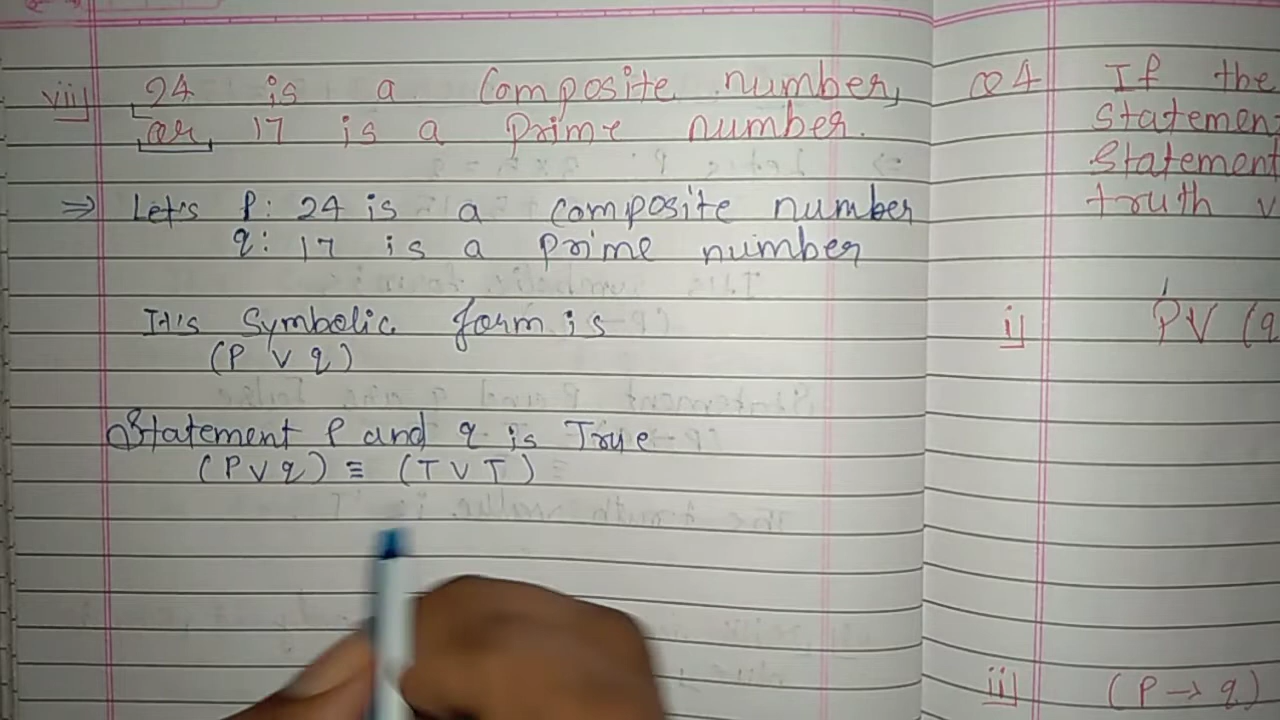 vii] 24 is a Composite number,
or 17 is a Prime number.
⇒ Let's P: 24 is a composite number
q: 17 is a prime number
It's Symbolic form is
(P ∨ q)
Statement P and q is True
(P ∨ q) ≡ (T ∨ T)
Q4 If the
Statement
Statement
truth v
i] P∨ (q
ii] (P → q)